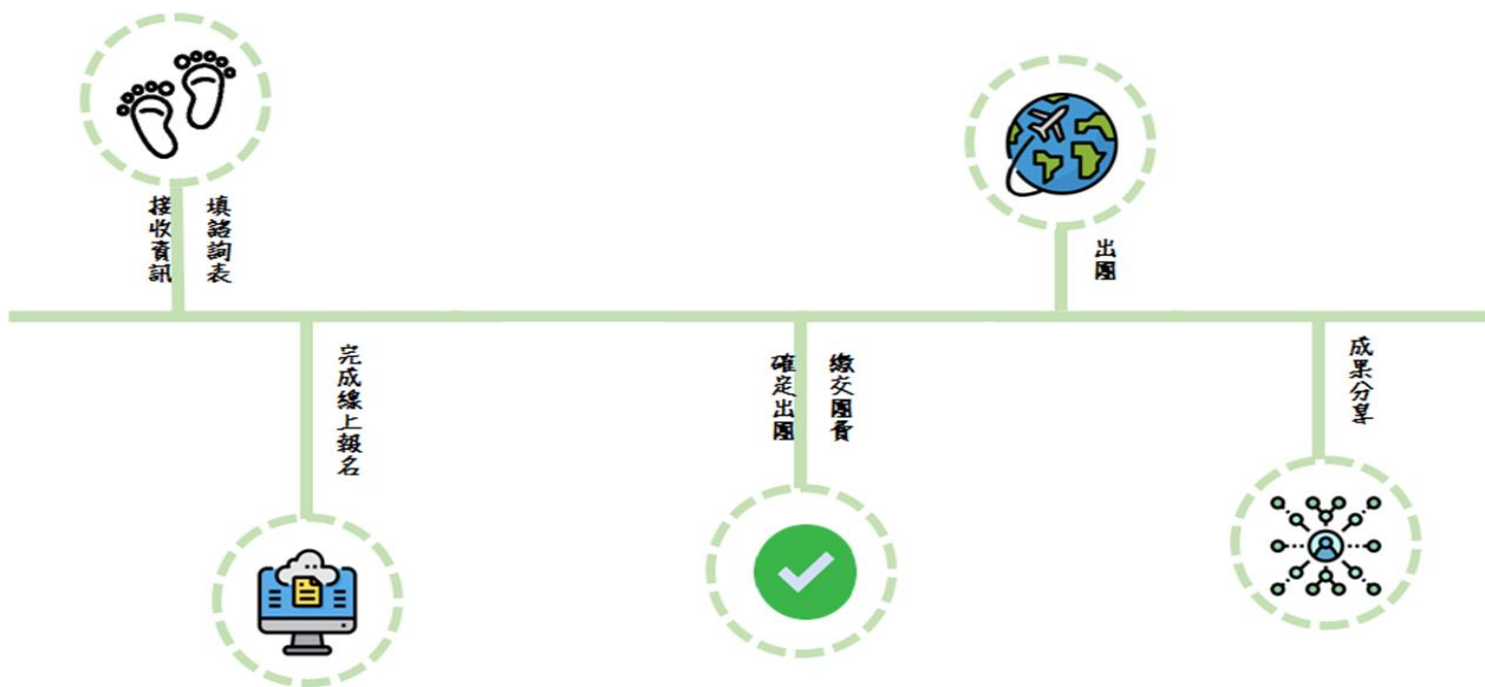 填諮詢表
接收資訊
完成線上報名
繳交團費
確定出團
出團
成果分享